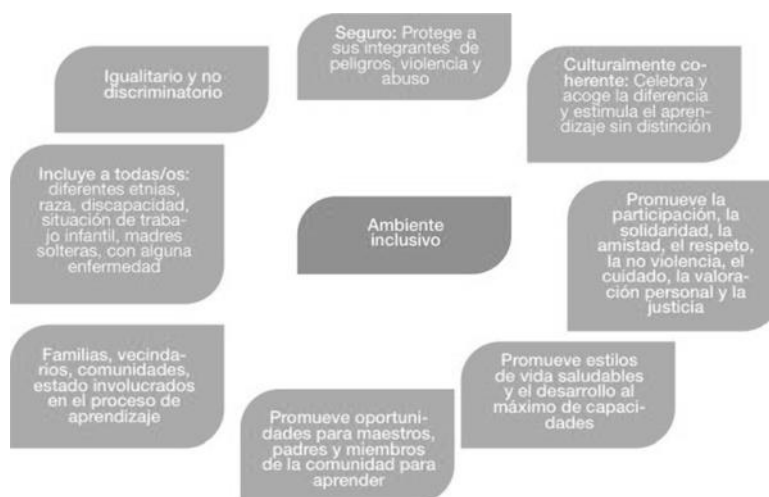 Seguro: Protege a
sus integrantes de
peligros, violencia y
abuso
Igualitario y no
discriminatorio
Culturalmente co-
herente: Celebra y
acoge la diferencia
y estimula el apren-
dizaje sin distinción
Incluye a todas/os:
diferentes etnias,
raza, discapacidad,
situación de traba-
jo infantil, madres
solteras, con alguna
enfermedad
Ambiente
inclusivo
Promueve la
participación, la
solidaridad, la
amistad, el respeto,
la no violencia, el
cuidado, la valora-
ción personal y la
justicia
Familias, vecinda-
rios, comunidades,
estado involucrados
en el proceso de
aprendizaje
Promueve estilos
de vida saludables
y el desarrollo al
máximo de capaci-
dades
Promueve oportuni-
dades para maestros,
padres y miembros
de la comunidad para
aprender